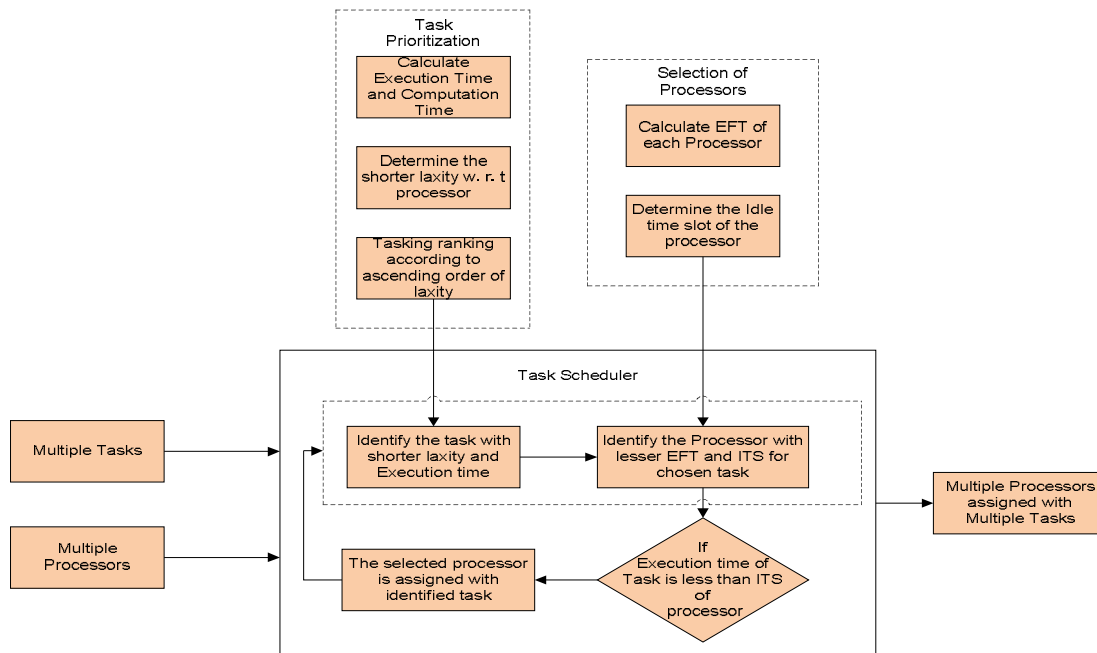 Task
Prioritization
Calculate
Execution Time
and Computation
Time
Determine the
shorter laxity w. r. t
processor
Tasking ranking
according to
ascending order of
laxity
Selection of
Processors
Calculate EFT of
each Processor
Determine the Idle
time slot of the
processor
Task Scheduler
Multiple Tasks
Multiple
Processors
Identify the task with
shorter laxity and
Execution time
Identify the Processor with
lesser EFT and ITS for
chosen task
If
Execution time of
Task is less than ITS
of
processor
The selected processor
is assigned with
identified task
Multiple Processors
assigned with
Multiple Tasks